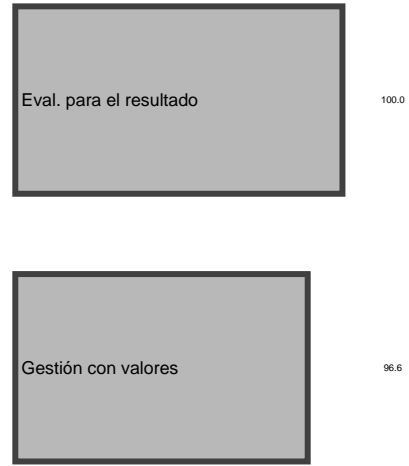 Eval. para el resultado
100.0
Gestión con valores
96.6